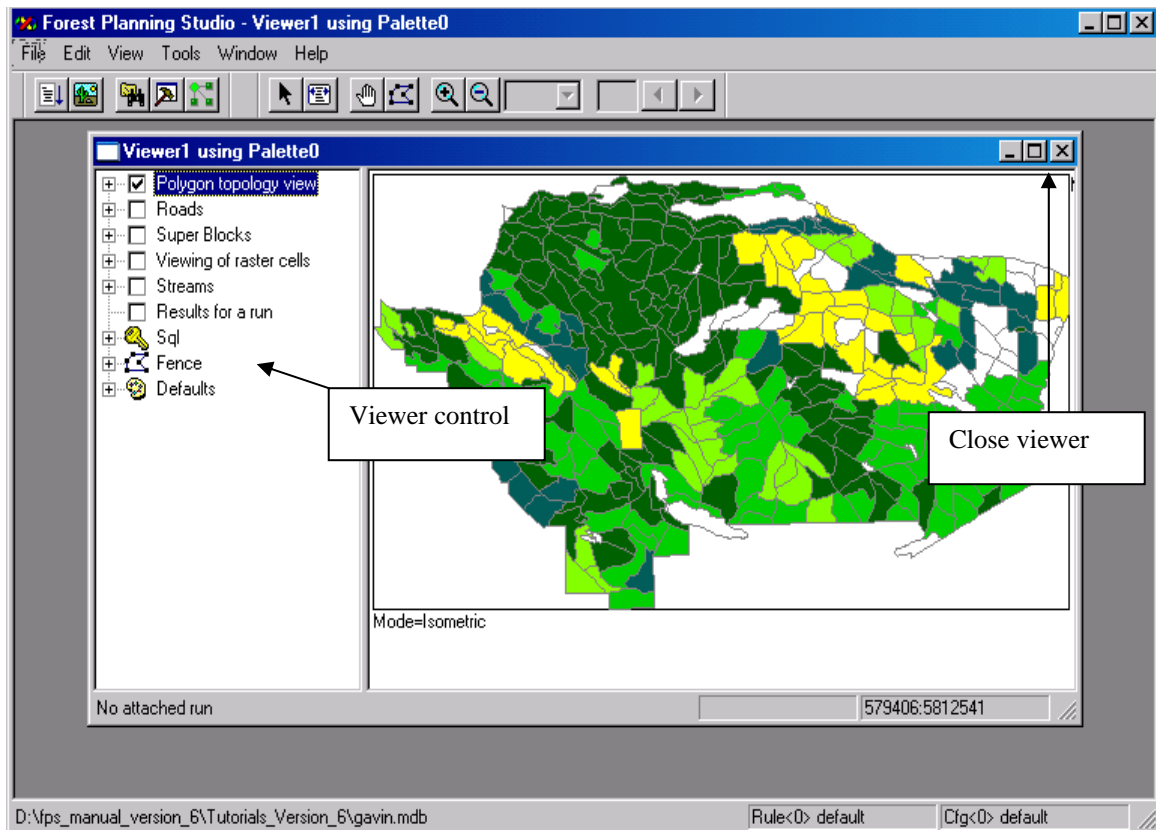 Forest Planning Studio - Viewer1 using Palette0
File Edit View Tools Window Help
Viewer1 using Palette0
Polygon topology view
Roads
Super Blocks
Viewing of raster cells
Streams
Results for a run
Sql
Fence
Defaults
Viewer control
Close viewer
Mode=Isometric
No attached run
579406:5812541
D:\fps_manual_version_6\Tutorials_Version_6\gavin.mdb
Rule<0> default
Cfg<0> default